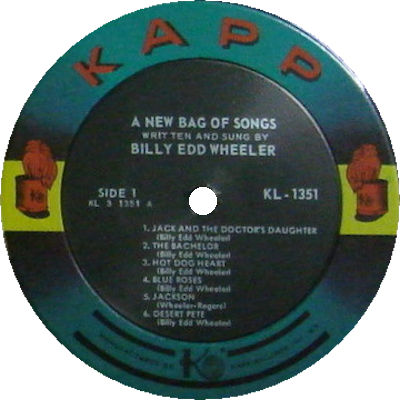 KAPP
A NEW BAG OF SONGS
WRITTEN AND SUNG BY
BILLY EDD WHEELER
SIDE 1
KL 3 1351 A
KL-1351
1. JACK AND THE DOCTOR'S DAUGHTER
(Billy Edd Wheeler)
2. THE BACHELOR
(Billy Edd Wheeler)
3. HOT DOG HEART
(Billy Edd Wheeler)
4. BLUE ROSES
(Billy Edd Wheeler)
5. JACKSON
(Wheeler-Rogers)
6. DESERT PETE
(Billy Edd Wheeler)
K